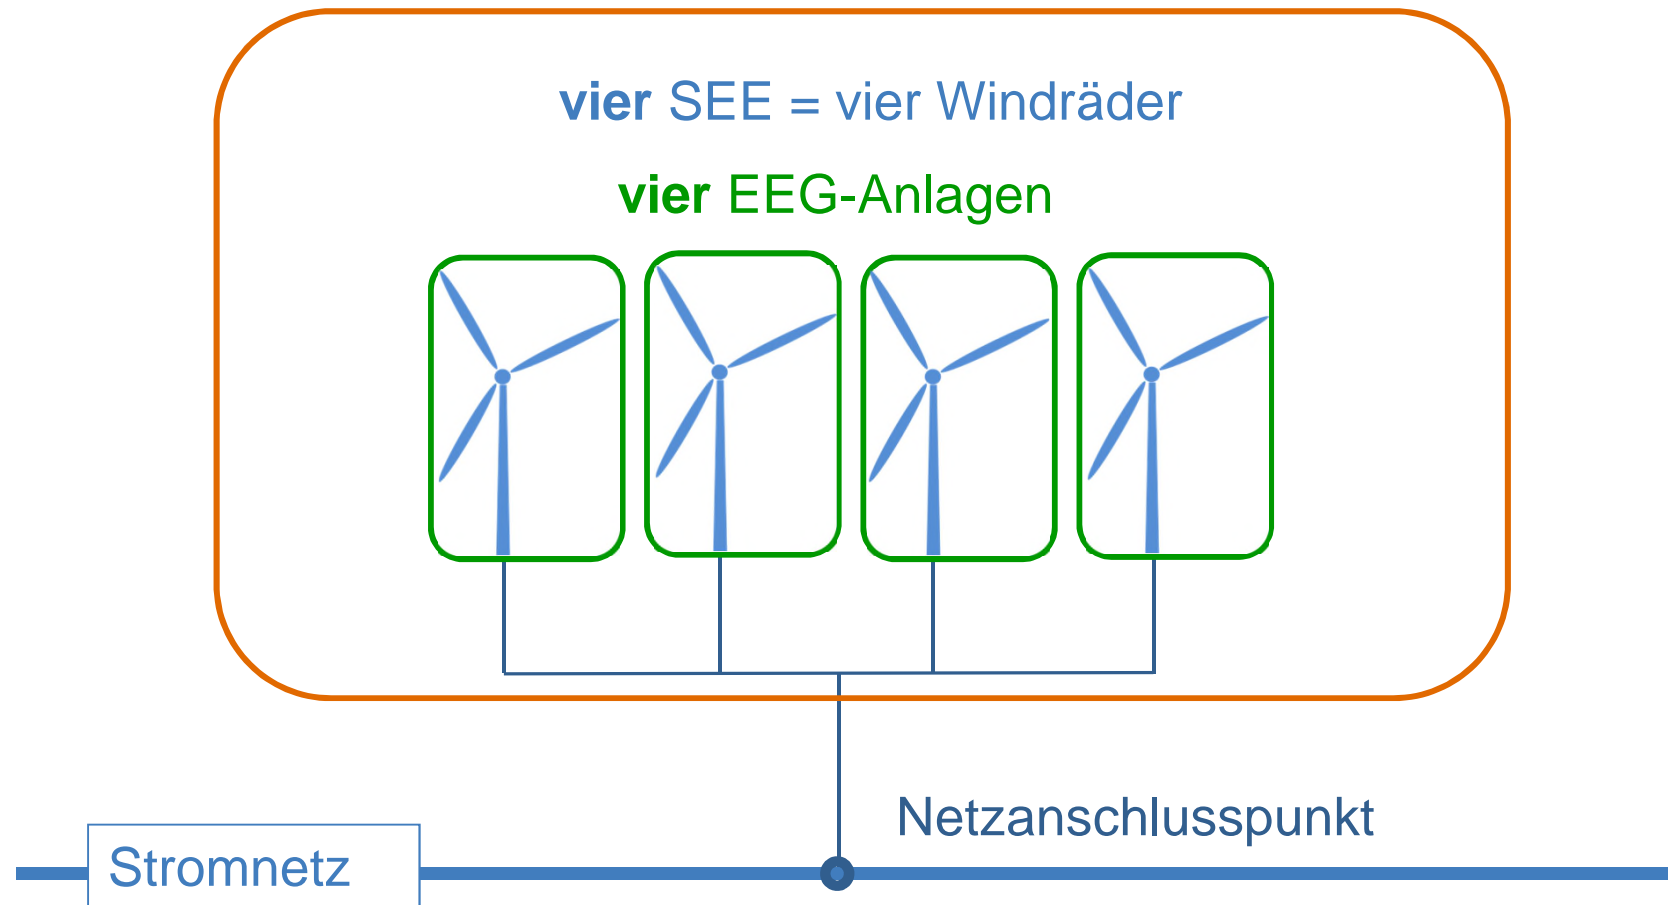 vier SEE = vier Windräder
vier EEG-Anlagen
Netzanschlusspunkt
Stromnetz